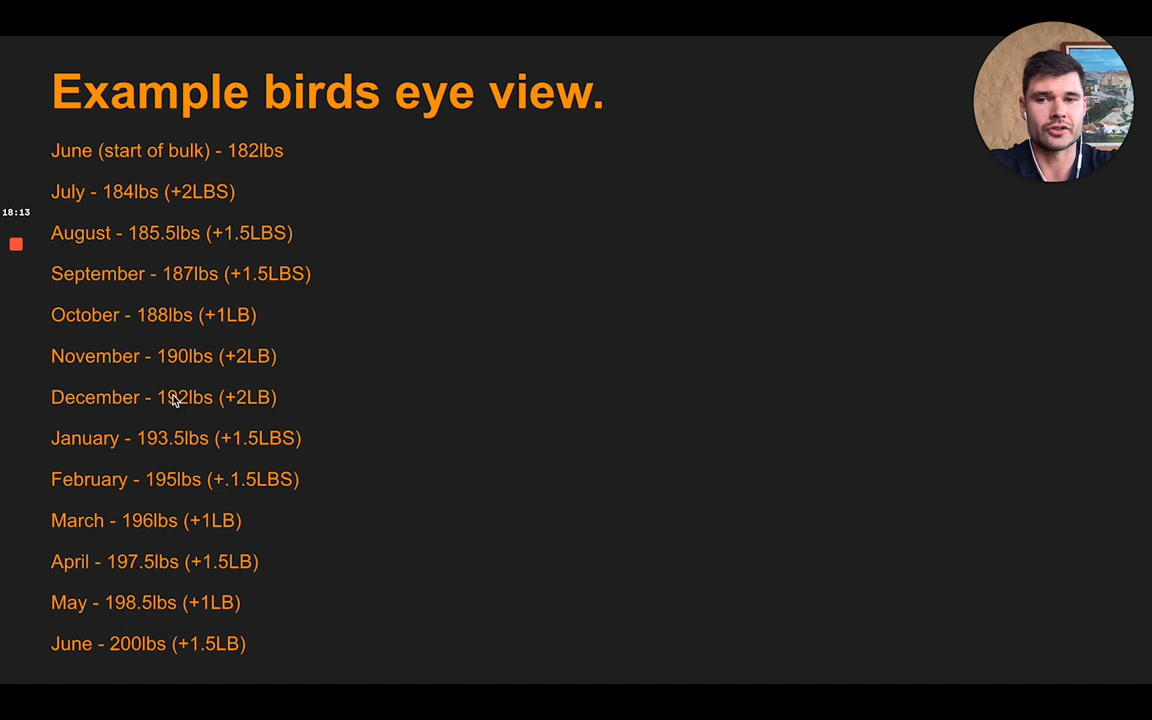 Example birds eye view.
June (start of bulk) - 182lbs
July - 184lbs (+2LBS)
18:13
August - 185.5lbs (+1.5LBS)
September - 187lbs (+1.5LBS)
October - 188lbs (+1LB)
November - 190lbs (+2LB)
December - 192lbs (+2LB)
January - 193.5lbs (+1.5LBS)
February - 195lbs (+.1.5LBS)
March - 196lbs (+1LB)
April - 197.5lbs (+1.5LB)
May - 198.5lbs (+1LB)
June - 200lbs (+1.5LB)